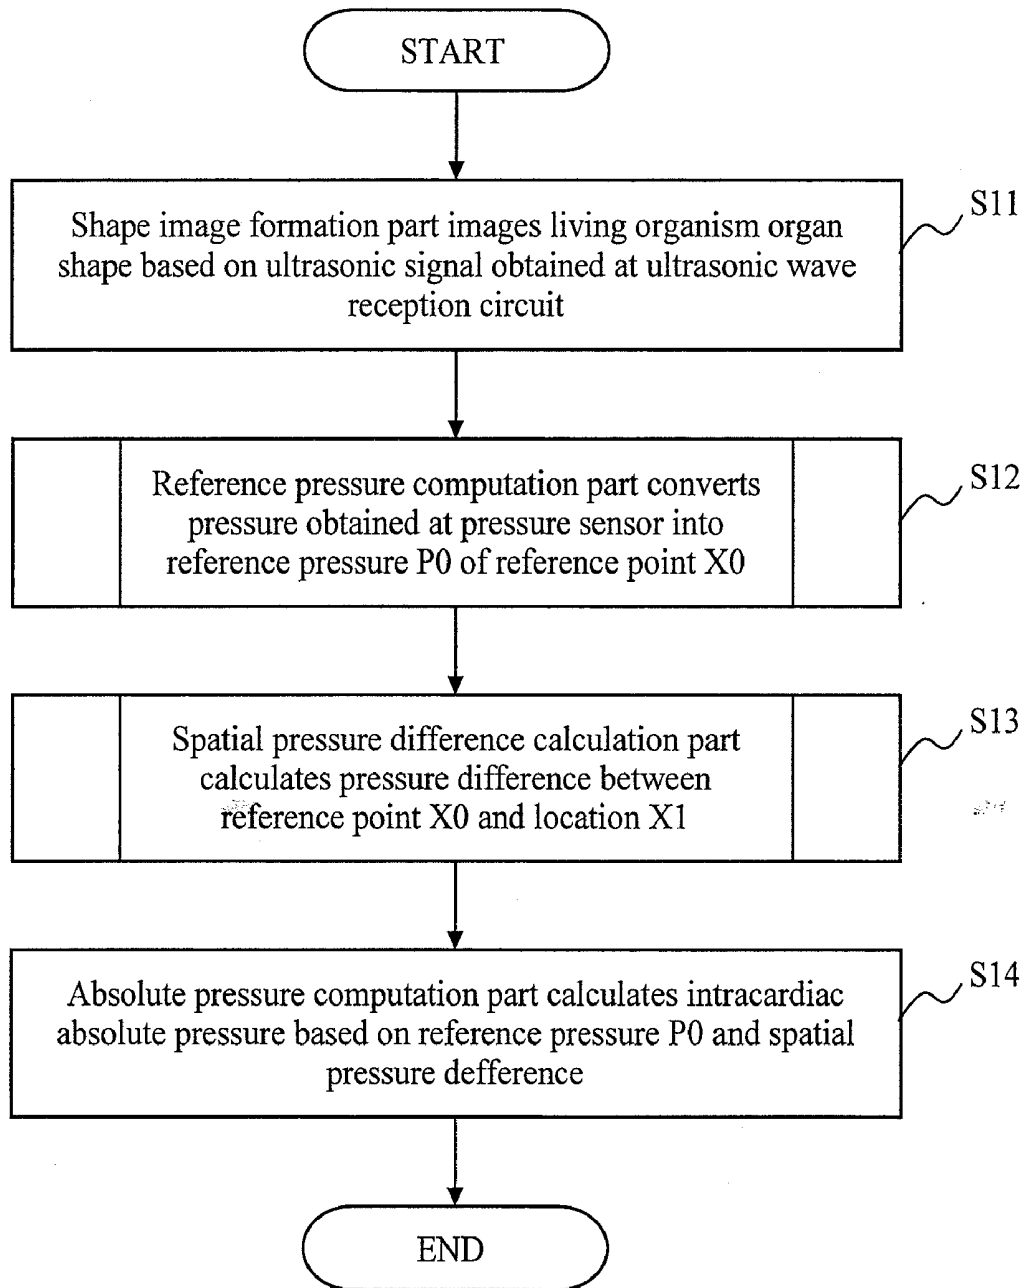 START
Shape image formation part images living organism organ
shape based on ultrasonic signal obtained at ultrasonic wave
reception circuit
S11
Reference pressure computation part converts
pressure obtained at pressure sensor into
reference pressure P0 of reference point X0
S12
Spatial pressure difference calculation part
calculates pressure difference between
reference point X0 and location X1
S13
Absolute pressure computation part calculates intracardiac
absolute pressure based on reference pressure P0 and spatial
pressure defference
S14
END